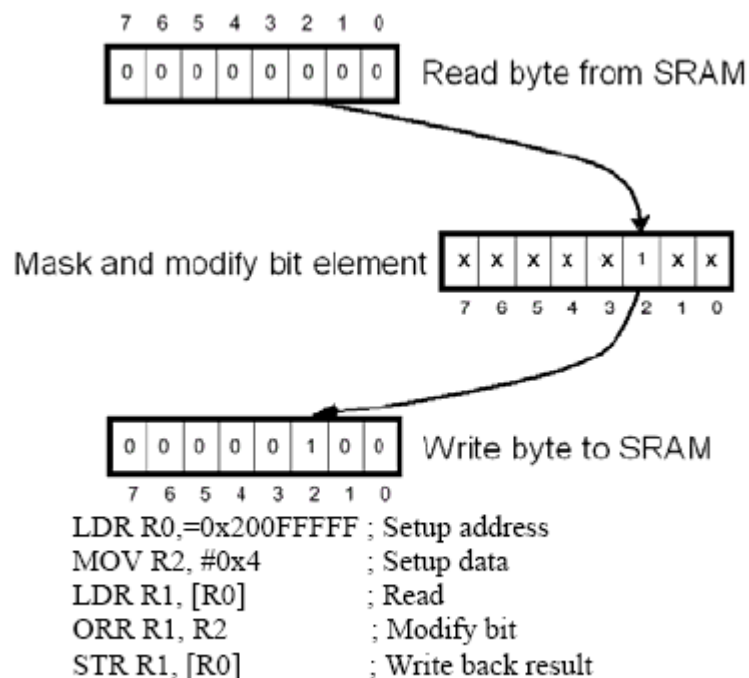 7 6 5 4 3 2 1 0
0 0 0 0 0 0 0 0 Read byte from SRAM
Mask and modify bit element x x x x x 1 x x
7 6 5 4 3 2 1 0
0 0 0 0 0 1 0 0 Write byte to SRAM
7 6 5 4 3 2 1 0
LDR R0,=0x200FFFFF ; Setup address
MOV R2, #0x4 ; Setup data
LDR R1, [R0] ; Read
ORR R1, R2 ; Modify bit
STR R1, [R0] ; Write back result